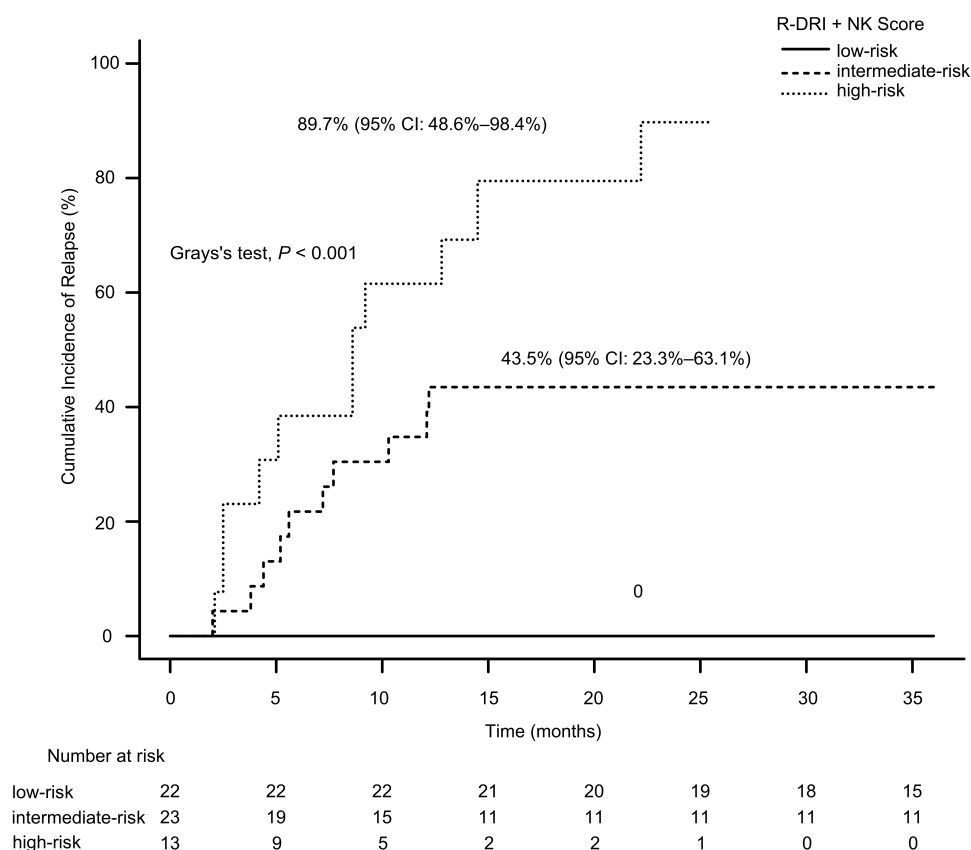 R-DRI + NK Score
low-risk
intermediate-risk
high-risk
100
80
60
40
20
0
Cumulative Incidence of Relapse (%)
89.7% (95% CI: 48.6%–98.4%)
Grays's test, P < 0.001
43.5% (95% CI: 23.3%–63.1%)
0
0 5 10 15 20 25 30 35
Time (months)
Number at risk
low-risk 22 22 22 21 20 19 18 15
intermediate-risk 23 19 15 11 11 11 11 11
high-risk 13 9 5 2 2 1 0 0